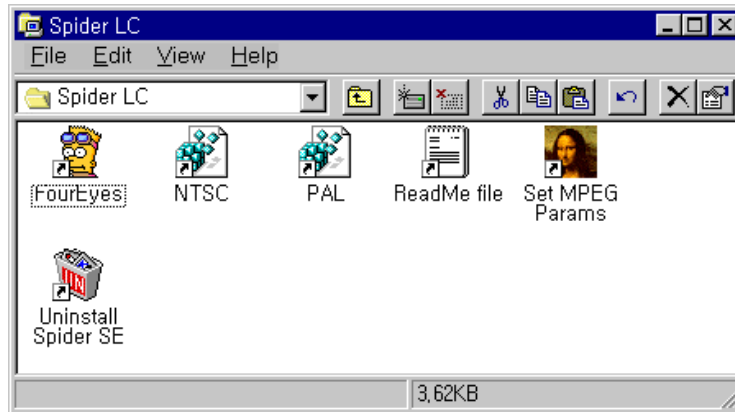 Spider LC
File Edit View Help
Spider LC
FourEyes NTSC PAL ReadMe file Set MPEG
Params
Uninstall
Spider SE
3,62KB